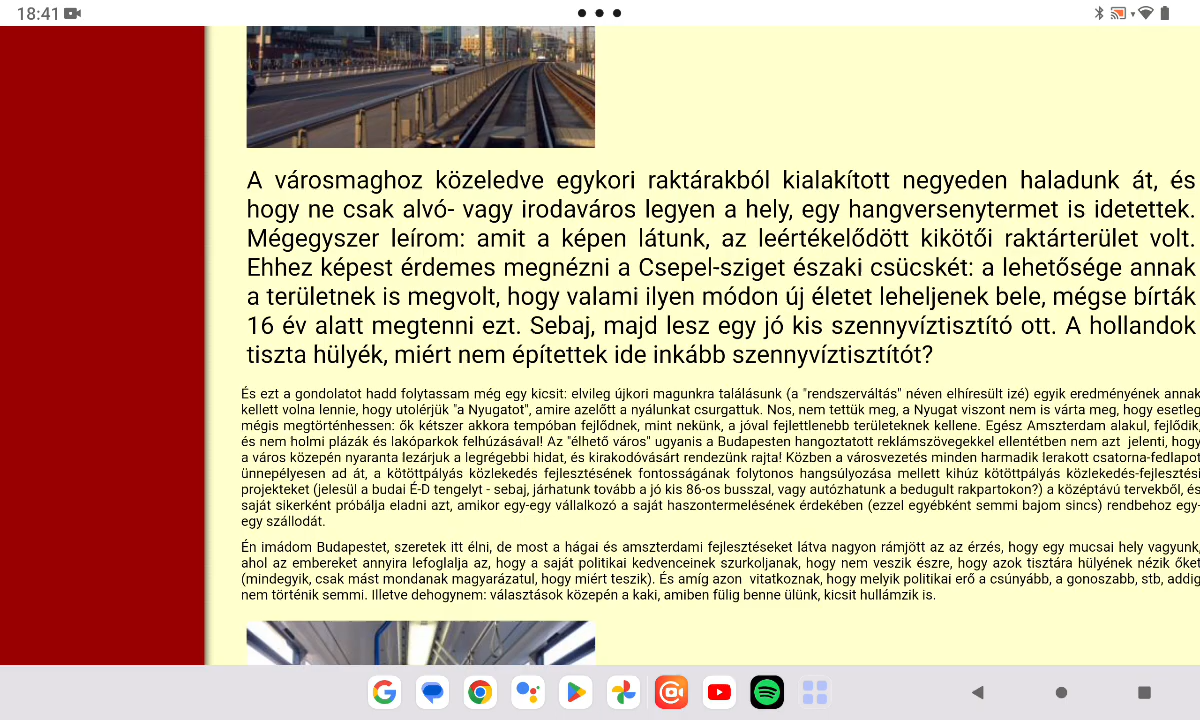 18:41
A városmaghoz közeledve egykori raktárakból kialakított negyeden haladunk át, és
hogy ne csak alvó- vagy irodaváros legyen a hely, egy hangversenytermet is idetettek.
Mégegyszer leírom: amit a képen látunk, az leértékelődött kikötői raktárterület volt.
Ehhez képest érdemes megnézni a Csepel-sziget északi csücskét: a lehetősége annak
a területnek is megvolt, hogy valami ilyen módon új életet leheljenek bele, mégse bírták
16 év alatt megtenni ezt. Sebaj, majd lesz egy jó kis szennyvíztisztító ott. A hollandok
tiszta hülyék, miért nem építettek ide inkább szennyvíztisztítót?
És ezt a gondolatot hadd folytassam még egy kicsit: elvileg újkori magunkra találásunk (a "rendszerváltás" néven elhíresült izé) egyik eredményének annak
kellett volna lennie, hogy utolérjük "a Nyugatot", amire azelőtt a nyálunkat csurgattuk. Nos, nem tettük meg, a Nyugat viszont nem is várta meg, hogy esetleg
mégis megtörténhessen: ők kétszer akkora tempóban fejlődnek, mint nekünk, a jóval fejlettlenebb területeknek kellene. Egész Amszterdam alakul, fejlődik,
és nem holmi plázák és lakóparkok felhúzásával! Az "élhető város" ugyanis a Budapesten hangoztatott reklámszövegekkel ellentétben nem azt jelenti, hogy
a város közepén nyaranta lezárjuk a legrégebbi hidat, és kirakodóvásárt rendezünk rajta! Közben a városvezetés minden harmadik lerakott csatorna-fedlapot
ünnepélyesen ad át, a kötöttpályás közlekedés fejlesztésének fontosságának folytonos hangsúlyozása mellett kihúz kötöttpályás közlekedés-fejlesztési
projekteket (jelesül a budai É-D tengelyt - sebaj, járhatunk tovább a jó kis 86-os busszal, vagy autózhatunk a bedugult rakpartokon?) a középtávú tervekből, és
saját sikerként próbálja eladni azt, amikor egy-egy vállalkozó a saját haszontermelésének érdekében (ezzel egyébként semmi bajom sincs) rendbehoz egy-
egy szállodát.
Én imádom Budapestet, szeretek itt élni, de most a hágai és amszterdami fejlesztéseket látva nagyon rámjött az az érzés, hogy egy mucsai hely vagyunk,
ahol az embereket annyira lefoglalja az, hogy a saját politikai kedvenceinek szurkoljanak, hogy nem veszik észre, hogy azok tisztára hülyének nézik őket
(mindegyik, csak mást mondanak magyarázatul, hogy miért teszik). És amíg azon vitatkoznak, hogy melyik politikai erő a csúnyább, a gonoszabb, stb, addig
nem történik semmi. Illetve dehogynem: választások közepén a kaki, amiben fülig benne ülünk, kicsit hullámzik is.